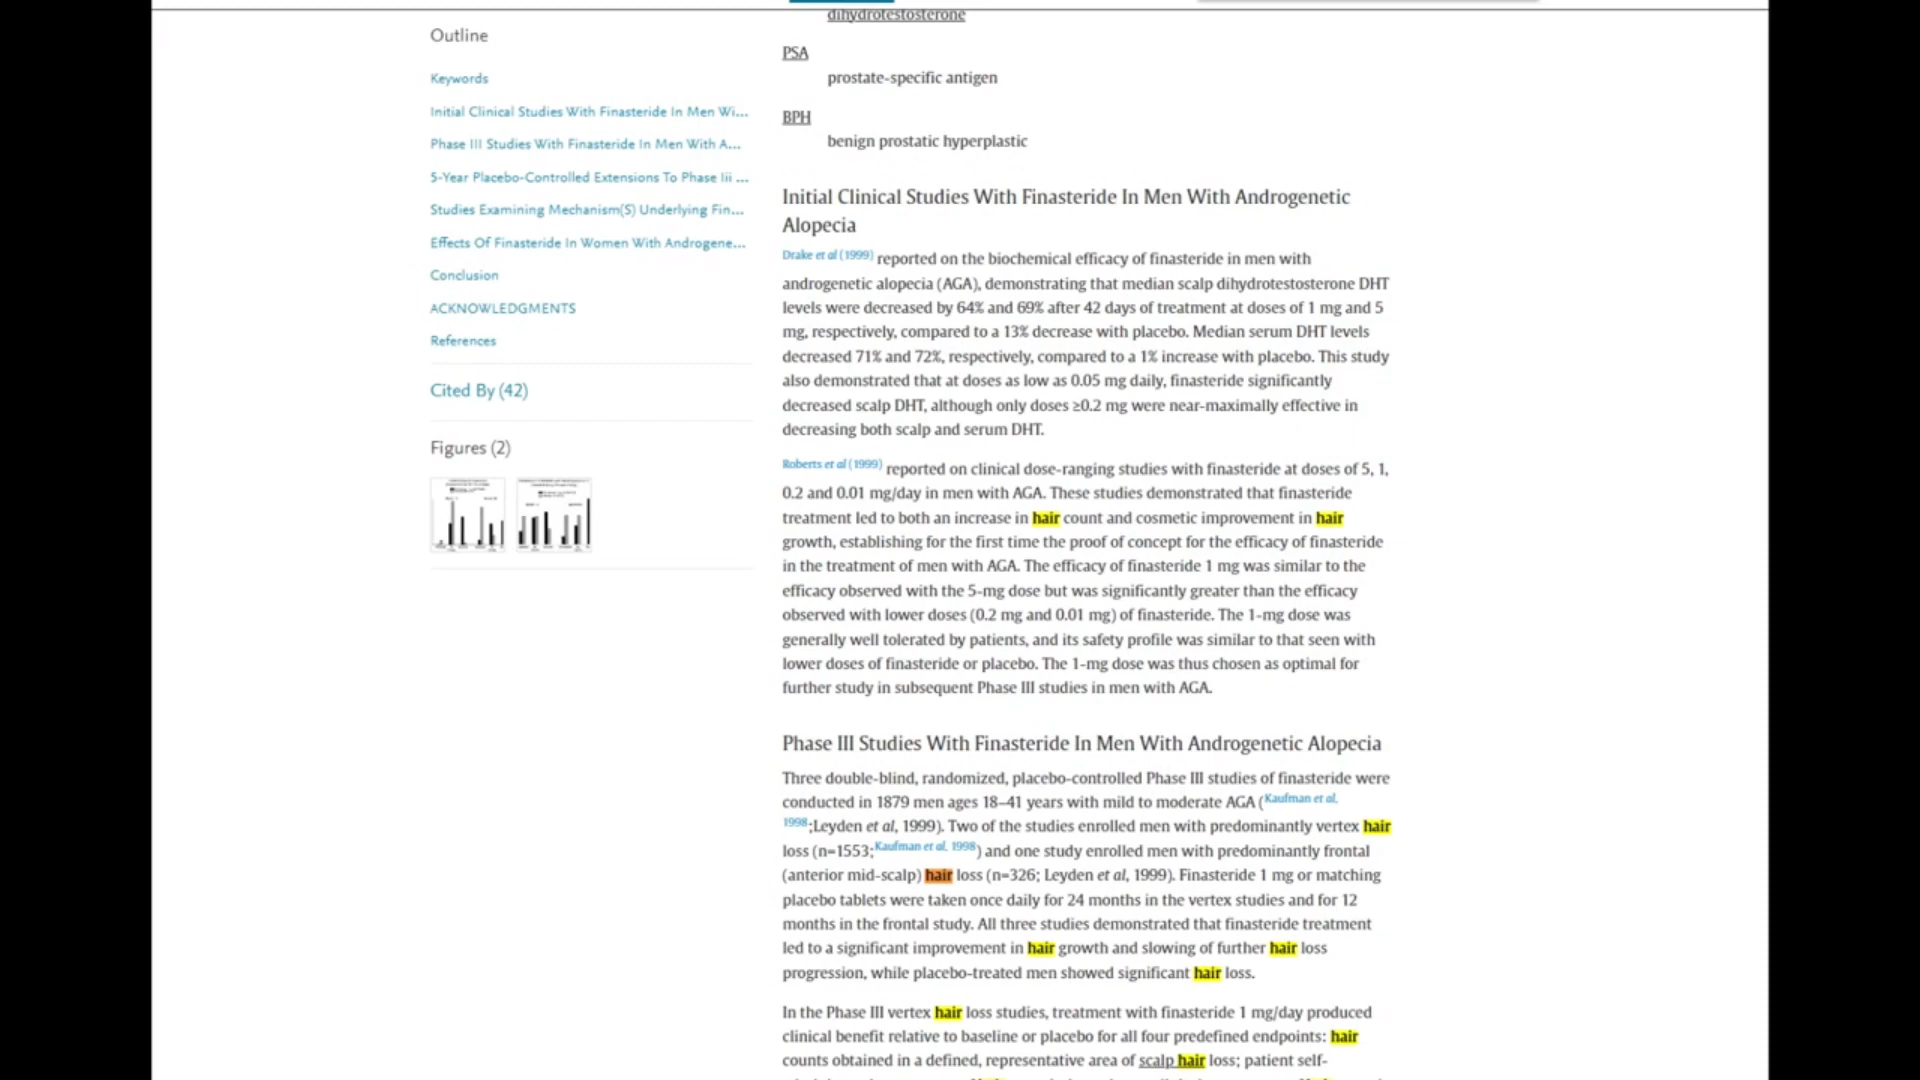 Outline
Keywords
Initial Clinical Studies With Finasteride In Men Wi...
Phase III Studies With Finasteride In Men With A...
5-Year Placebo-Controlled Extensions To Phase Iii ...
Studies Examining Mechanism(S) Underlying Fin...
Effects Of Finasteride In Women With Androgene...
Conclusion
ACKNOWLEDGMENTS
References
Cited By (42)
Figures (2)
dihydrotestosterone
PSA
prostate-specific antigen
BPH
benign prostatic hyperplastic
Initial Clinical Studies With Finasteride In Men With Androgenetic
Alopecia
Drake et al (1999) reported on the biochemical efficacy of finasteride in men with
androgenetic alopecia (AGA), demonstrating that median scalp dihydrotestosterone DHT
levels were decreased by 64% and 69% after 42 days of treatment at doses of 1 mg and 5
mg, respectively, compared to a 13% decrease with placebo. Median serum DHT levels
decreased 71% and 72%, respectively, compared to a 1% increase with placebo. This study
also demonstrated that at doses as low as 0.05 mg daily, finasteride significantly
decreased scalp DHT, although only doses ≥0.2 mg were near-maximally effective in
decreasing both scalp and serum DHT.
Roberts et al (1999) reported on clinical dose-ranging studies with finasteride at doses of 5, 1,
0.2 and 0.01 mg/day in men with AGA. These studies demonstrated that finasteride
treatment led to both an increase in hair count and cosmetic improvement in hair
growth, establishing for the first time the proof of concept for the efficacy of finasteride
in the treatment of men with AGA. The efficacy of finasteride 1 mg was similar to the
efficacy observed with the 5-mg dose but was significantly greater than the efficacy
observed with lower doses (0.2 mg and 0.01 mg) of finasteride. The 1-mg dose was
generally well tolerated by patients, and its safety profile was similar to that seen with
lower doses of finasteride or placebo. The 1-mg dose was thus chosen as optimal for
further study in subsequent Phase III studies in men with AGA.
Phase III Studies With Finasteride In Men With Androgenetic Alopecia
Three double-blind, randomized, placebo-controlled Phase III studies of finasteride were
conducted in 1879 men ages 18–41 years with mild to moderate AGA (Kaufman et al,
1998;Leyden et al, 1999). Two of the studies enrolled men with predominantly vertex hair
loss (n=1553;Kaufman et al, 1998) and one study enrolled men with predominantly frontal
(anterior mid-scalp) hair loss (n=326; Leyden et al, 1999). Finasteride 1 mg or matching
placebo tablets were taken once daily for 24 months in the vertex studies and for 12
months in the frontal study. All three studies demonstrated that finasteride treatment
led to a significant improvement in hair growth and slowing of further hair loss
progression, while placebo-treated men showed significant hair loss.
In the Phase III vertex hair loss studies, treatment with finasteride 1 mg/day produced
clinical benefit relative to baseline or placebo for all four predefined endpoints: hair
counts obtained in a defined, representative area of scalp hair loss; patient self-